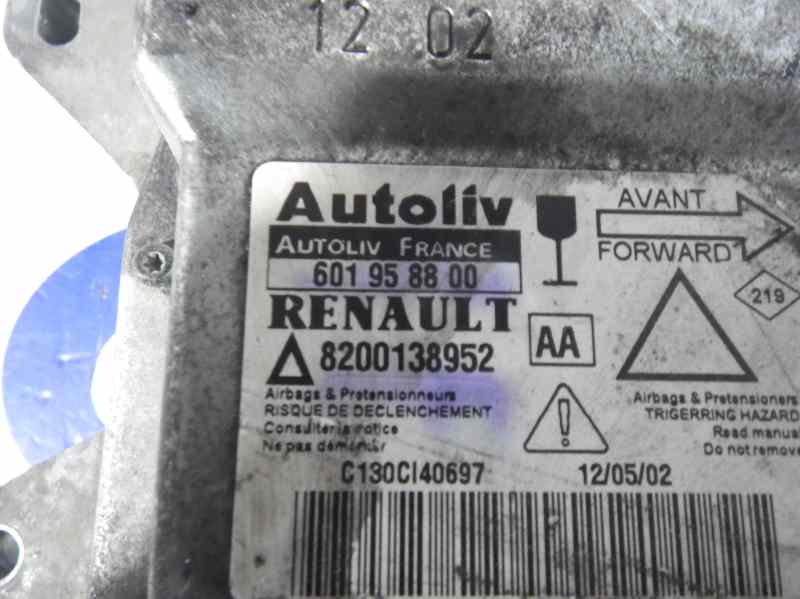 12 02
Autoliv
AUTOLIV FRANCE
601 95 88 00
RENAULT
8200138952
AA
AVANT
FORWARD
219
Airbags & Pretensionneurs
RISQUE DE DECLENCHEMENT
Consulter la notice
Ne pas démonter
Airbags & Pretensioners
TRIGERRING HAZARD
Read manual
Do not remove
C130CI40697
12/05/02